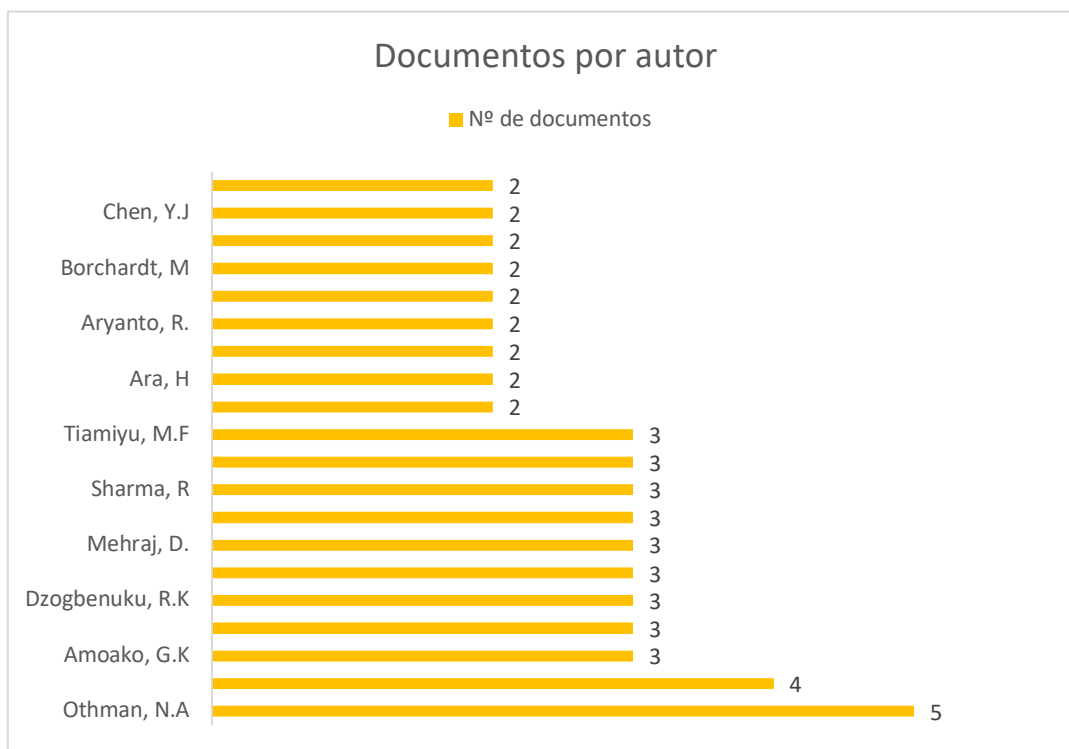 Documentos por autor
Nº de documentos
2
Chen, Y.J 2
2
Borchardt, M 2
2
Aryanto, R. 2
2
Ara, H 2
2
Tiamiyu, M.F 3
3
Sharma, R 3
3
Mehraj, D. 3
3
Dzogbenuku, R.K 3
3
Amoako, G.K 3
4
Othman, N.A 5